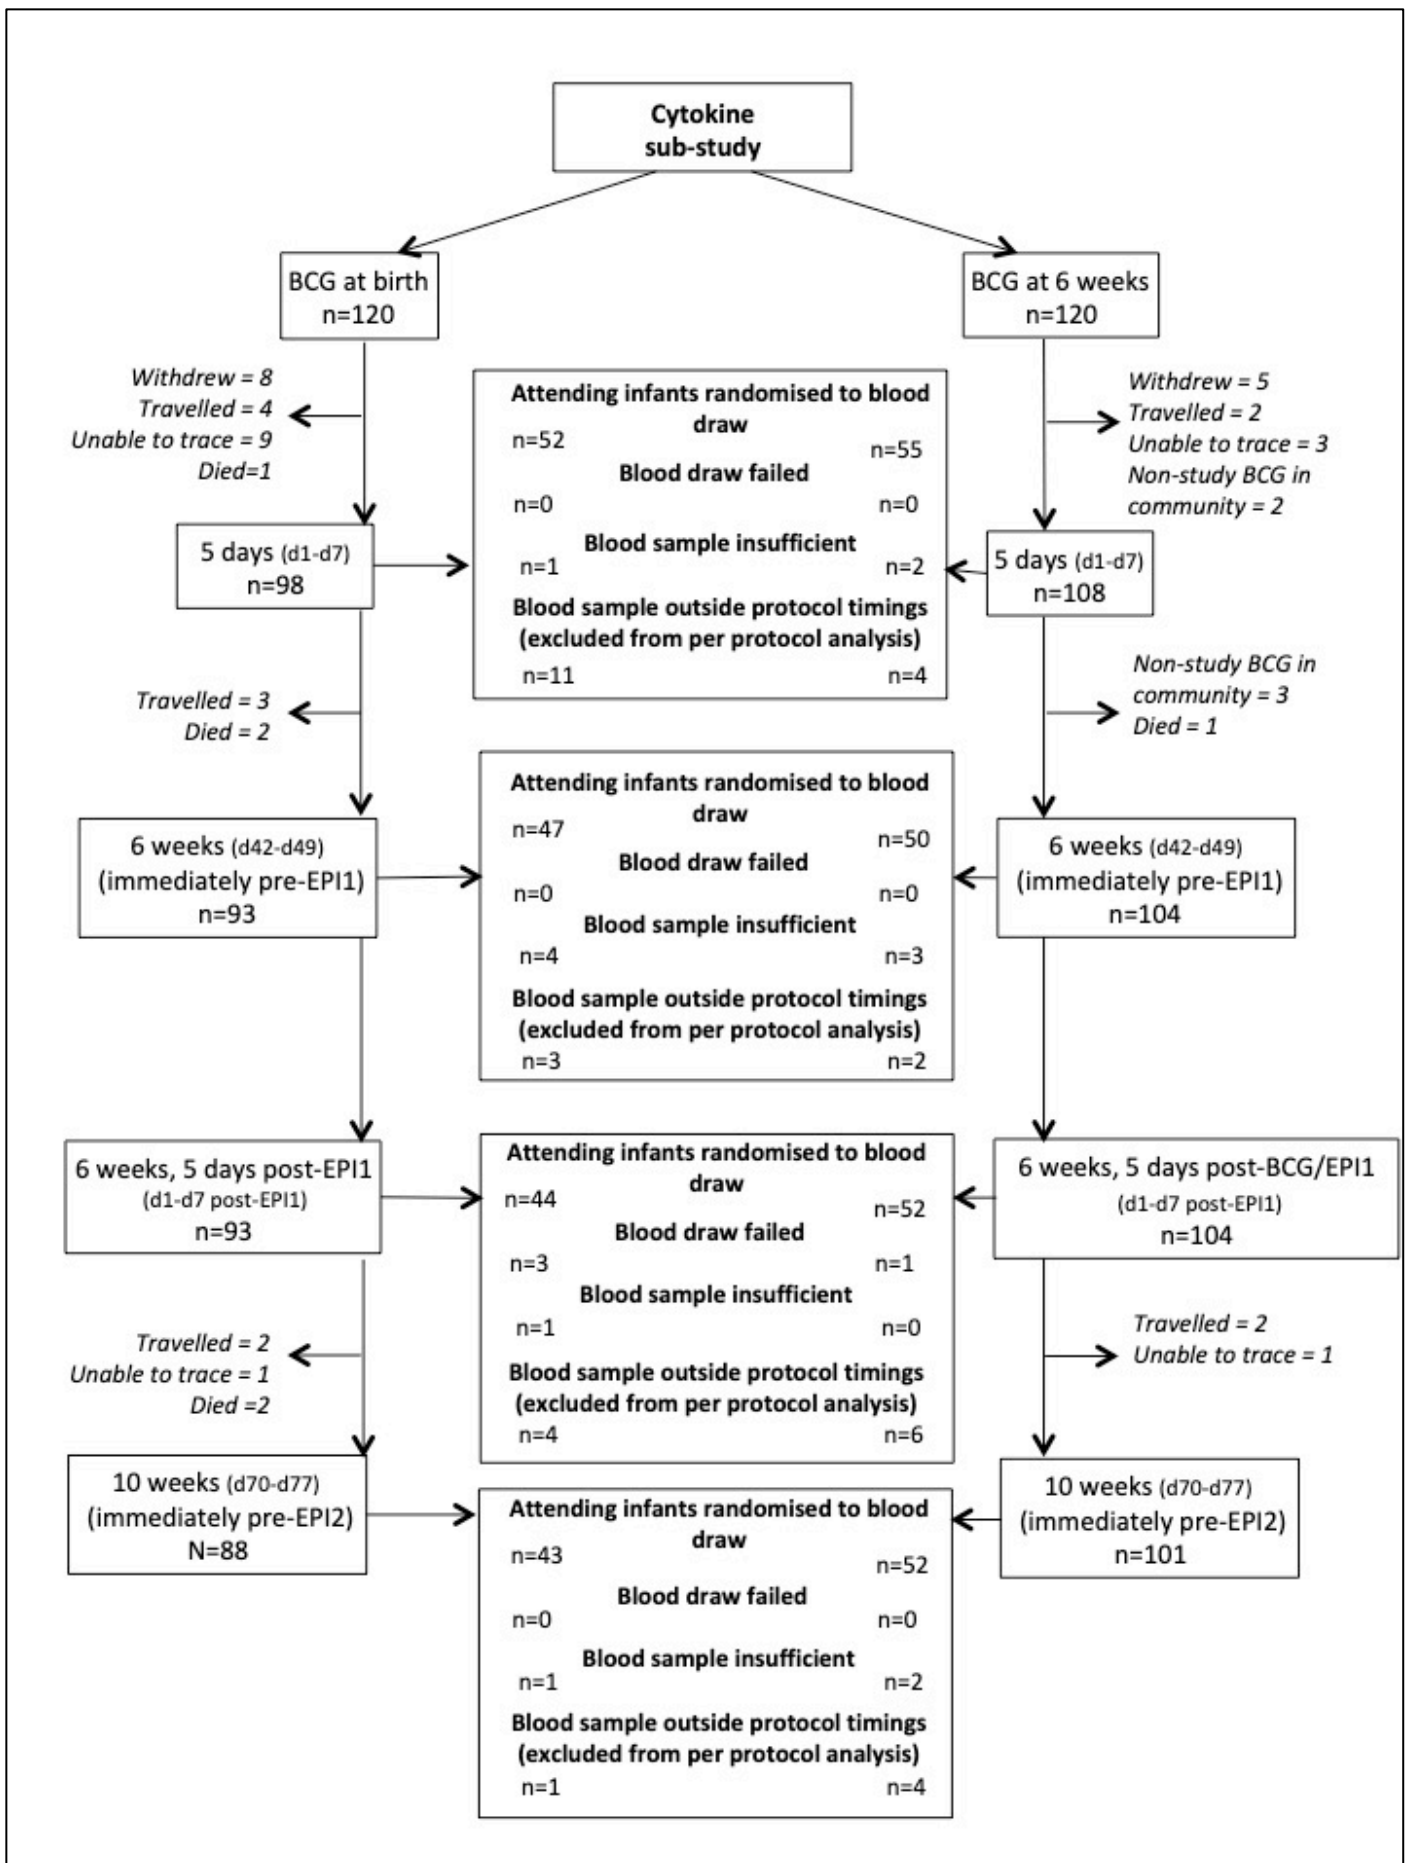 Cytokine
sub-study
BCG at birth
n=120
BCG at 6 weeks
n=120
Withdrew = 8
Travelled = 4
Unable to trace = 9
Died=1
Attending infants randomised to blood
draw
n=52
n=55
Blood draw failed
n=0
n=0
Blood sample insufficient
n=1
n=2
Blood sample outside protocol timings
(excluded from per protocol analysis)
n=11
n=4
Withdrew = 5
Travelled = 2
Unable to trace = 3
Non-study BCG in
community = 2
5 days (d1-d7)
n=98
5 days (d1-d7)
n=108
Travelled = 3
Died = 2
Non-study BCG in
community = 3
Died = 1
6 weeks (d42-d49)
(immediately pre-EPI1)
n=93
Attending infants randomised to blood
draw
n=47
n=50
Blood draw failed
n=0
n=0
Blood sample insufficient
n=4
n=3
Blood sample outside protocol timings
(excluded from per protocol analysis)
n=3
n=2
6 weeks (d42-d49)
(immediately pre-EPI1)
n=104
6 weeks, 5 days post-EPI1
(d1-d7 post-EPI1)
n=93
Attending infants randomised to blood
draw
n=44
n=52
Blood draw failed
n=3
n=1
Blood sample insufficient
n=1
n=0
Blood sample outside protocol timings
(excluded from per protocol analysis)
n=4
n=6
6 weeks, 5 days post-BCG/EPI1
(d1-d7 post-EPI1)
n=104
Travelled = 2
Unable to trace = 1
Died =2
Travelled = 2
Unable to trace = 1
10 weeks (d70-d77)
(immediately pre-EPI2)
N=88
Attending infants randomised to blood
draw
n=43
n=52
Blood draw failed
n=0
n=0
Blood sample insufficient
n=1
n=2
Blood sample outside protocol timings
(excluded from per protocol analysis)
n=1
n=4
10 weeks (d70-d77)
(immediately pre-EPI2)
n=101